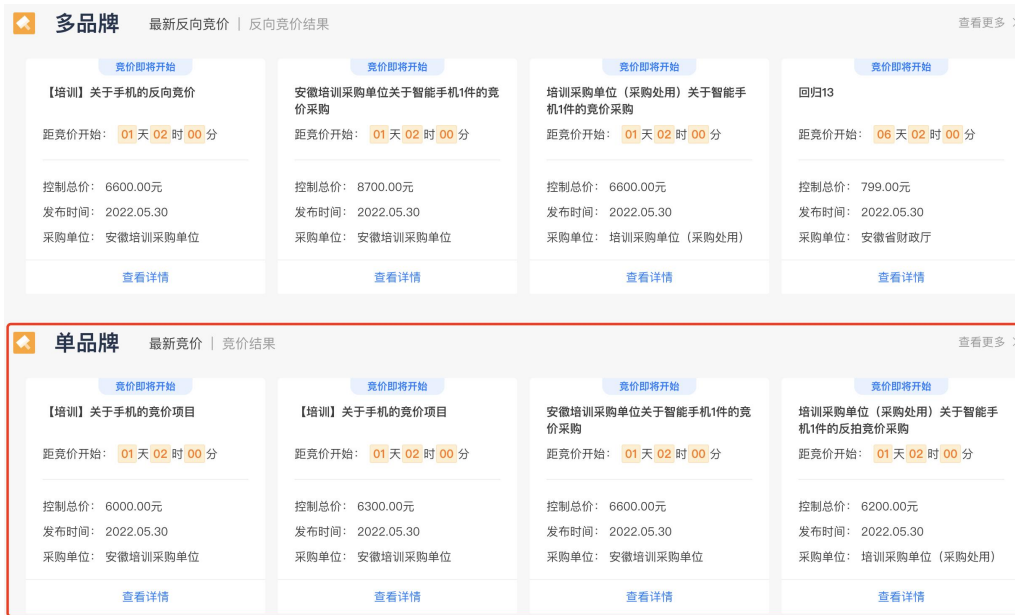 多品牌 最新反向竞价 | 反向竞价结果 查看更多
竞价即将开始
【培训】关于手机的反向竞价
距竞价开始： 01 天 02 时 00 分
控制总价： 6600.00元
发布时间： 2022.05.30
采购单位： 安徽培训采购单位
查看详情
竞价即将开始
安徽培训采购单位关于智能手机1件的竞
价采购
距竞价开始： 01 天 02 时 00 分
控制总价： 8700.00元
发布时间： 2022.05.30
采购单位： 安徽培训采购单位
查看详情
竞价即将开始
培训采购单位（采购处用）关于智能手
机1件的竞价采购
距竞价开始： 01 天 02 时 00 分
控制总价： 6600.00元
发布时间： 2022.05.30
采购单位： 培训采购单位（采购处用）
查看详情
竞价即将开始
回归13
距竞价开始： 06 天 02 时 00 分
控制总价： 799.00元
发布时间： 2022.05.30
采购单位： 安徽省财政厅
查看详情
单品牌 最新竞价 | 竞价结果 查看更多
竞价即将开始
【培训】关于手机的竞价项目
距竞价开始： 01 天 02 时 00 分
控制总价： 6000.00元
发布时间： 2022.05.30
采购单位： 安徽培训采购单位
查看详情
竞价即将开始
【培训】关于手机的竞价项目
距竞价开始： 01 天 02 时 00 分
控制总价： 6300.00元
发布时间： 2022.05.30
采购单位： 安徽培训采购单位
查看详情
竞价即将开始
安徽培训采购单位关于智能手机1件的竞
价采购
距竞价开始： 01 天 02 时 00 分
控制总价： 6600.00元
发布时间： 2022.05.30
采购单位： 安徽培训采购单位
查看详情
竞价即将开始
培训采购单位（采购处用）关于智能手
机1件的反拍竞价采购
距竞价开始： 01 天 02 时 00 分
控制总价： 6200.00元
发布时间： 2022.05.30
采购单位： 培训采购单位（采购处用）
查看详情